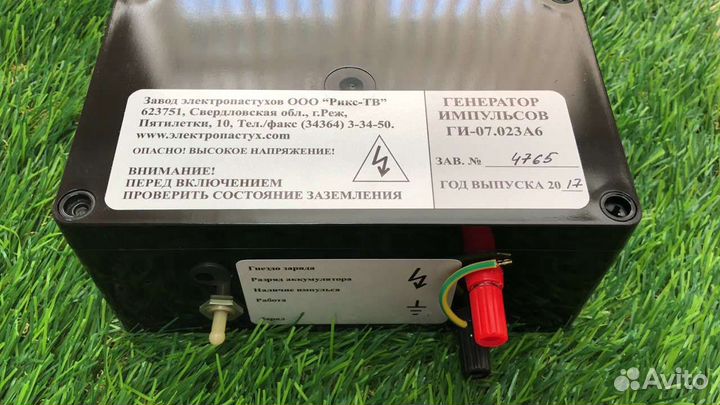 Завод электропастухов ООО “Рикс-ТВ”
623751, Свердловская обл., г.Реж,
Пятилетки, 10, Тел./факс (34364) 3-34-50.
www.электропастух.com
ОПАСНО! ВЫСОКОЕ НАПРЯЖЕНИЕ!
ВНИМАНИЕ!
ПЕРЕД ВКЛЮЧЕНИЕМ
ПРОВЕРИТЬ СОСТОЯНИЕ ЗАЗЕМЛЕНИЯ
ГЕНЕРАТОР
ИМПУЛЬСОВ
ГИ-07.023А6
ЗАВ. № 4765
ГОД ВЫПУСКА 20 17
Гнездо заряда
Разряд аккумулятора
Наличие импульса
Работа
Заряд
Avito